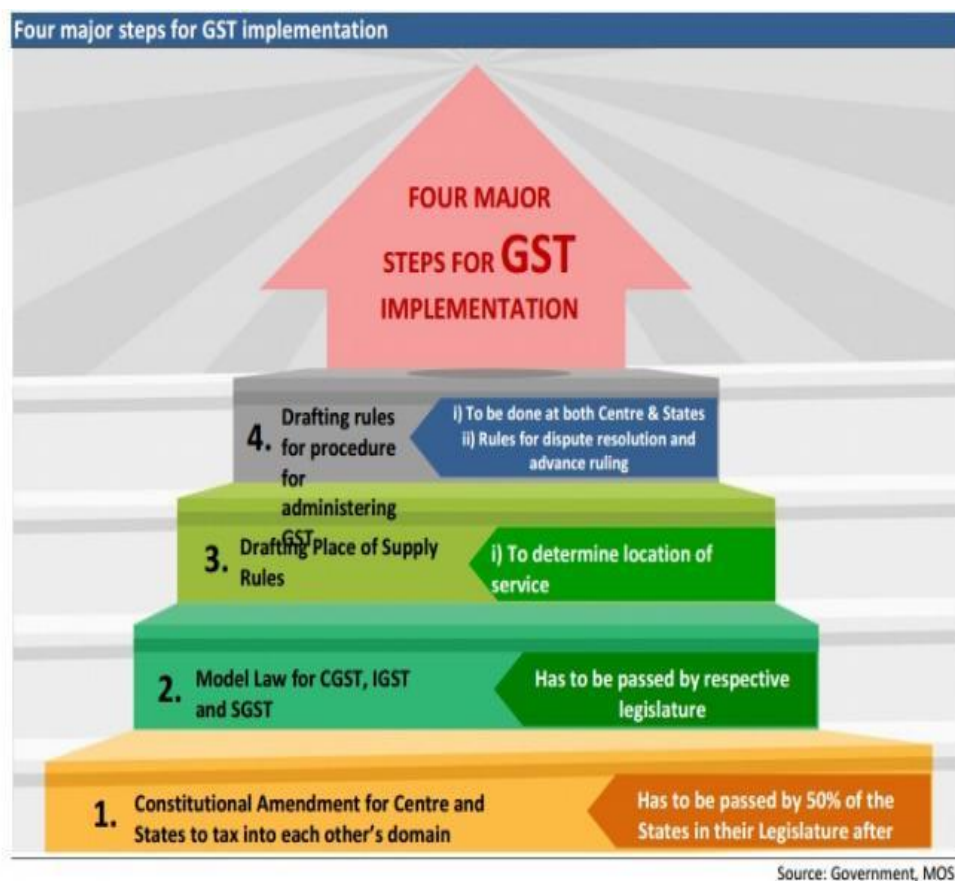 Four major steps for GST implementation
FOUR MAJOR
STEPS FOR GST
IMPLEMENTATION
4. Drafting rules
for procedure
for
administering
GST
i) To be done at both Centre & States
ii) Rules for dispute resolution and
advance ruling
3. Drafting Place of Supply
Rules
i) To determine location of
service
2. Model Law for CGST, IGST
and SGST
Has to be passed by respective
legislature
1. Constitutional Amendment for Centre and
States to tax into each other's domain
Has to be passed by 50% of the
States in their Legislature after
Source: Government, MOS